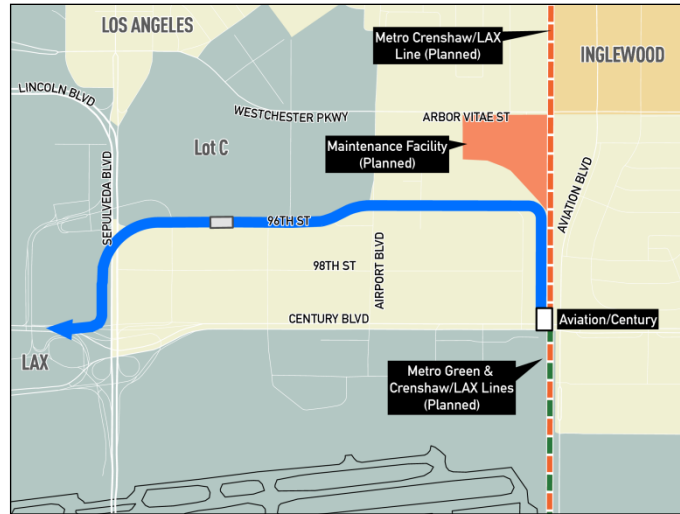 LOS ANGELES
Metro Crenshaw/LAX
Line (Planned)
INGLEWOOD
LINCOLN BLVD
WESTCHESTER PKWY
ARBOR VITAE ST
Lot C
Maintenance Facility
(Planned)
SEPULVEDA BLVD
AVIATION BLVD
96TH ST
98TH ST
AIRPORT BLVD
CENTURY BLVD
Aviation/Century
LAX
Metro Green &
Crenshaw/LAX Lines
(Planned)